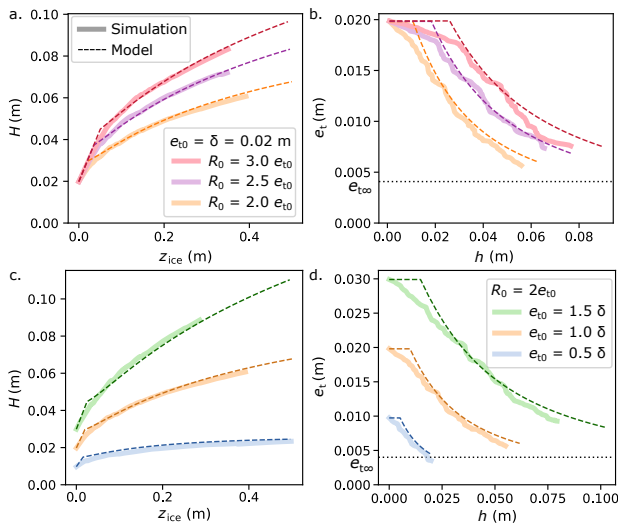 a.
H (m)
0.10
0.08
0.06
0.04
0.02
0.00
Simulation
Model
e_t0 = δ = 0.02 m
R_0 = 3.0 e_t0
R_0 = 2.5 e_t0
R_0 = 2.0 e_t0
0.0 0.2 0.4
z_ice (m)
b.
e_t (m)
0.020
0.015
0.010
0.005
0.000
e_t∞
0.00 0.02 0.04 0.06 0.08
h (m)
c.
H (m)
0.10
0.08
0.06
0.04
0.02
0.00
0.0 0.2 0.4
z_ice (m)
d.
e_t (m)
0.030
0.025
0.020
0.015
0.010
0.005
0.000
e_t∞
R_0 = 2e_t0
e_t0 = 1.5 δ
e_t0 = 1.0 δ
e_t0 = 0.5 δ
0.000 0.025 0.050 0.075 0.100
h (m)